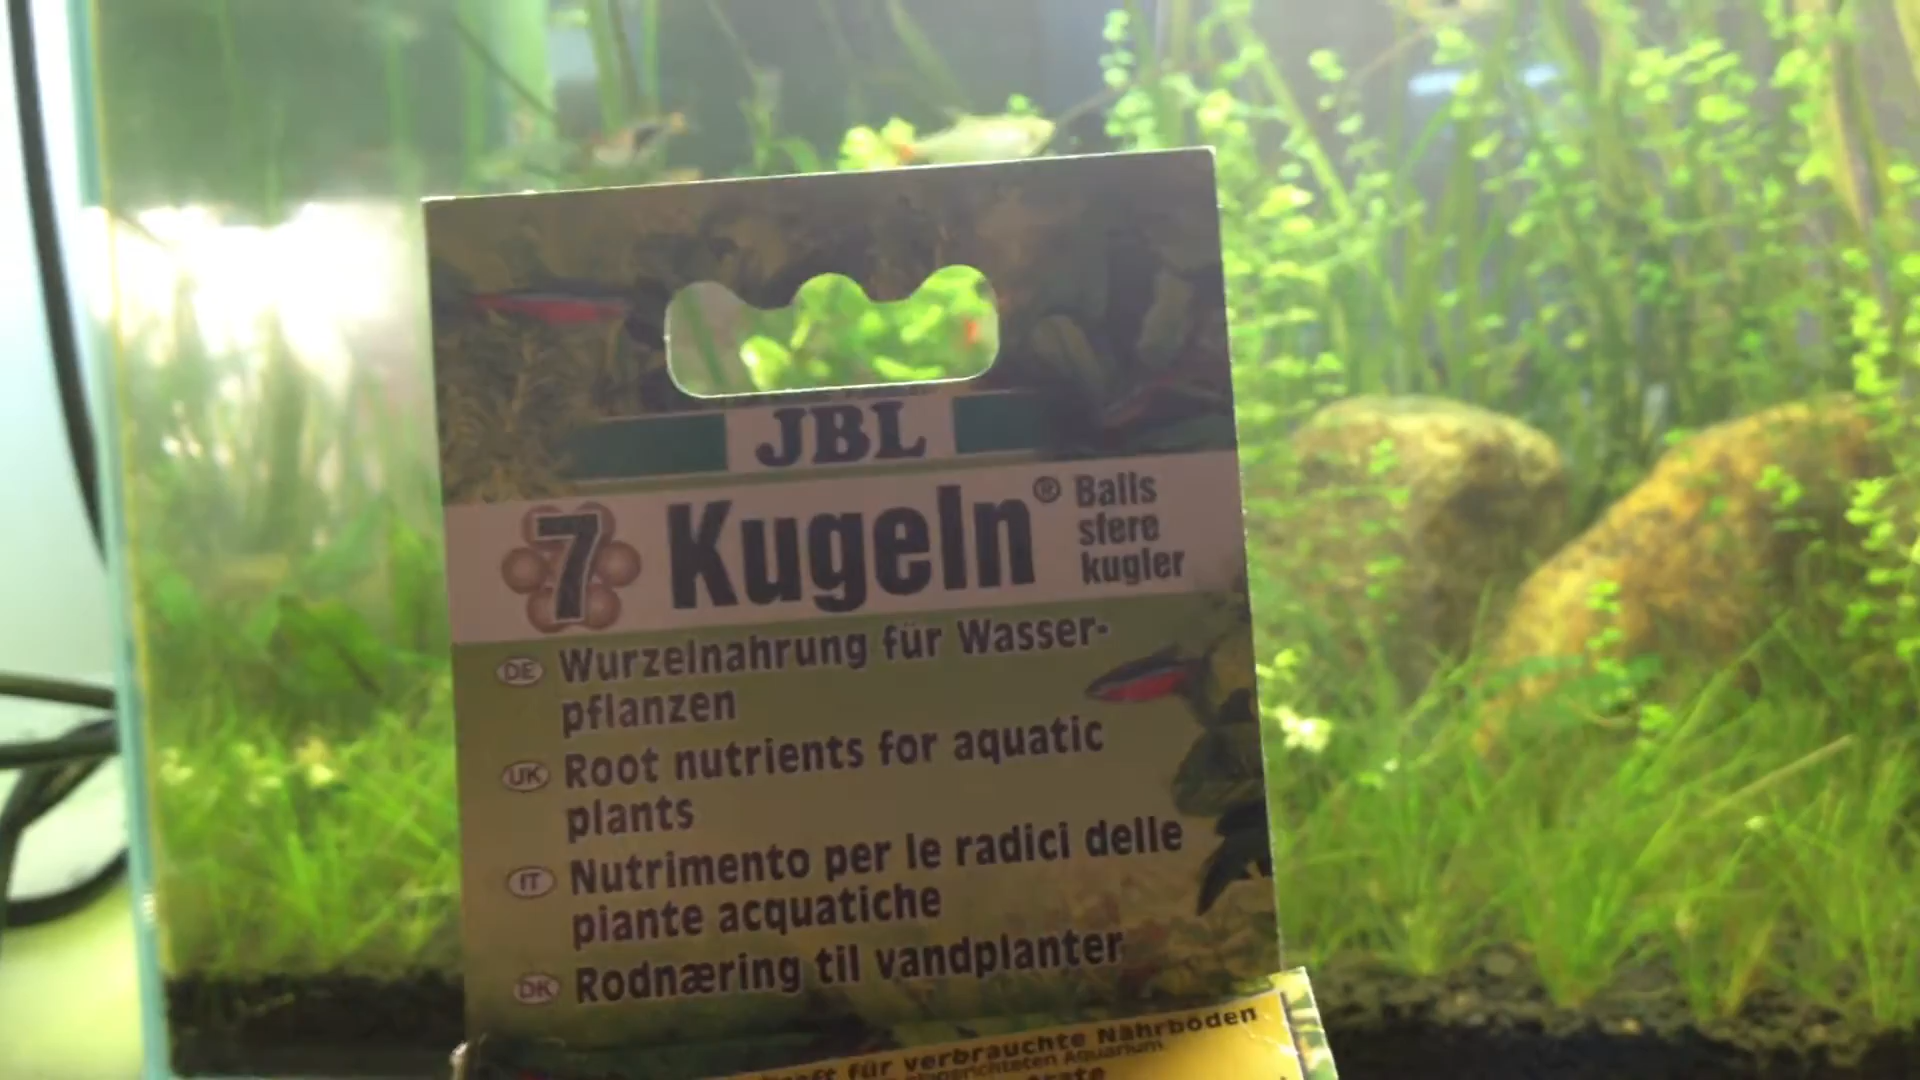 JBL
7 Kugeln® Balls
sfere
kugler
DE Wurzelnahrung für Wasser-
pflanzen
UK Root nutrients for aquatic
plants
IT Nutrimento per le radici delle
piante acquatiche
DK Rodnæring til vandplanter
für verbrauchte Nährböden
Aquarium